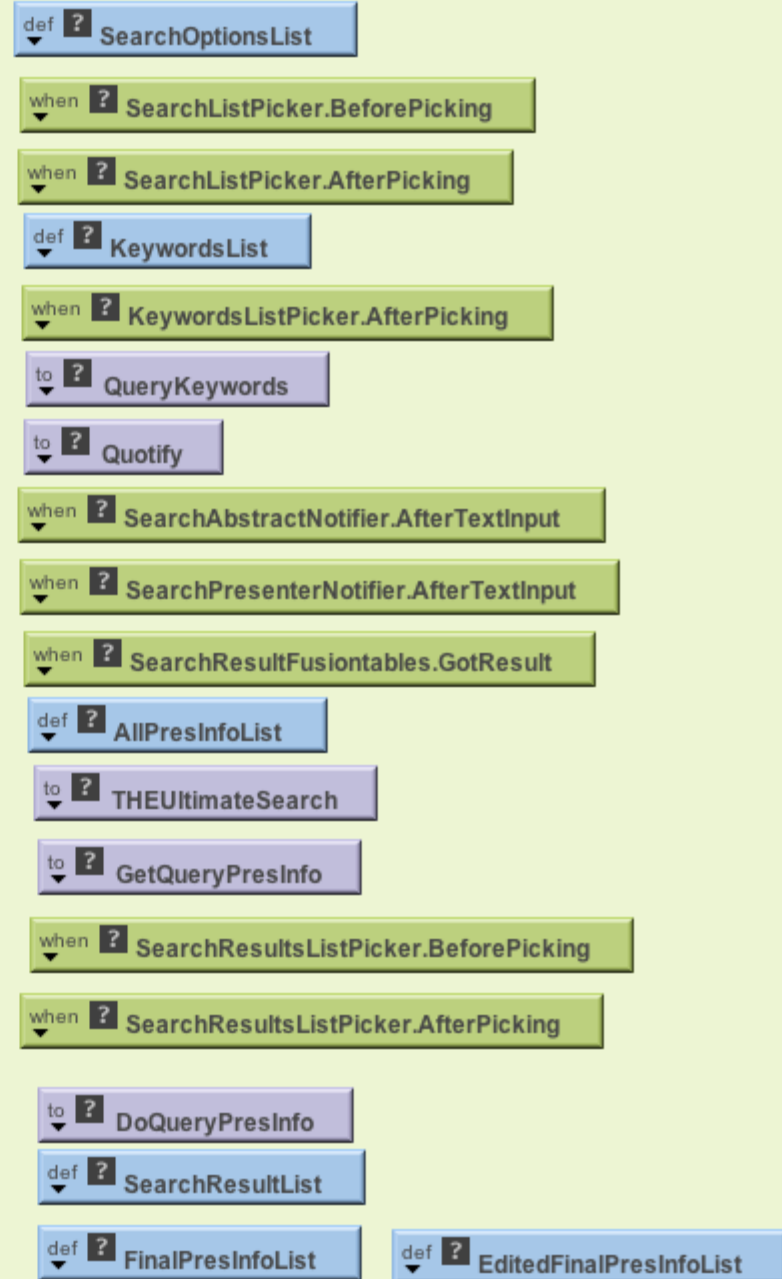 def ? SearchOptionsList
when ? SearchListPicker.BeforePicking
when ? SearchListPicker.AfterPicking
def ? KeywordsList
when ? KeywordsListPicker.AfterPicking
to ? QueryKeywords
to ? Quotify
when ? SearchAbstractNotifier.AfterTextInput
when ? SearchPresenterNotifier.AfterTextInput
when ? SearchResultFusiontables.GotResult
def ? AllPresInfoList
to ? THEUltimateSearch
to ? GetQueryPresInfo
when ? SearchResultsListPicker.BeforePicking
when ? SearchResultsListPicker.AfterPicking
to ? DoQueryPresInfo
def ? SearchResultList
def ? FinalPresInfoList
def ? EditedFinalPresInfoList